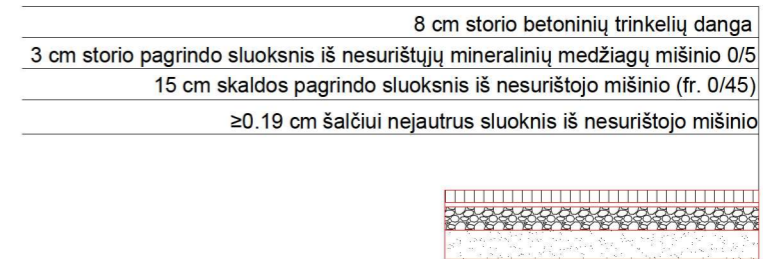 8 cm storio betoninių trinkelių danga
3 cm storio pagrindo sluoksnis iš nesurištųjų mineralinių medžiagų mišinio 0/5
15 cm skaldos pagrindo sluoksnis iš nesurištojo mišinio (fr. 0/45)
≥0.19 cm šalčiui nejautrus sluoknis iš nesurištojo mišinio